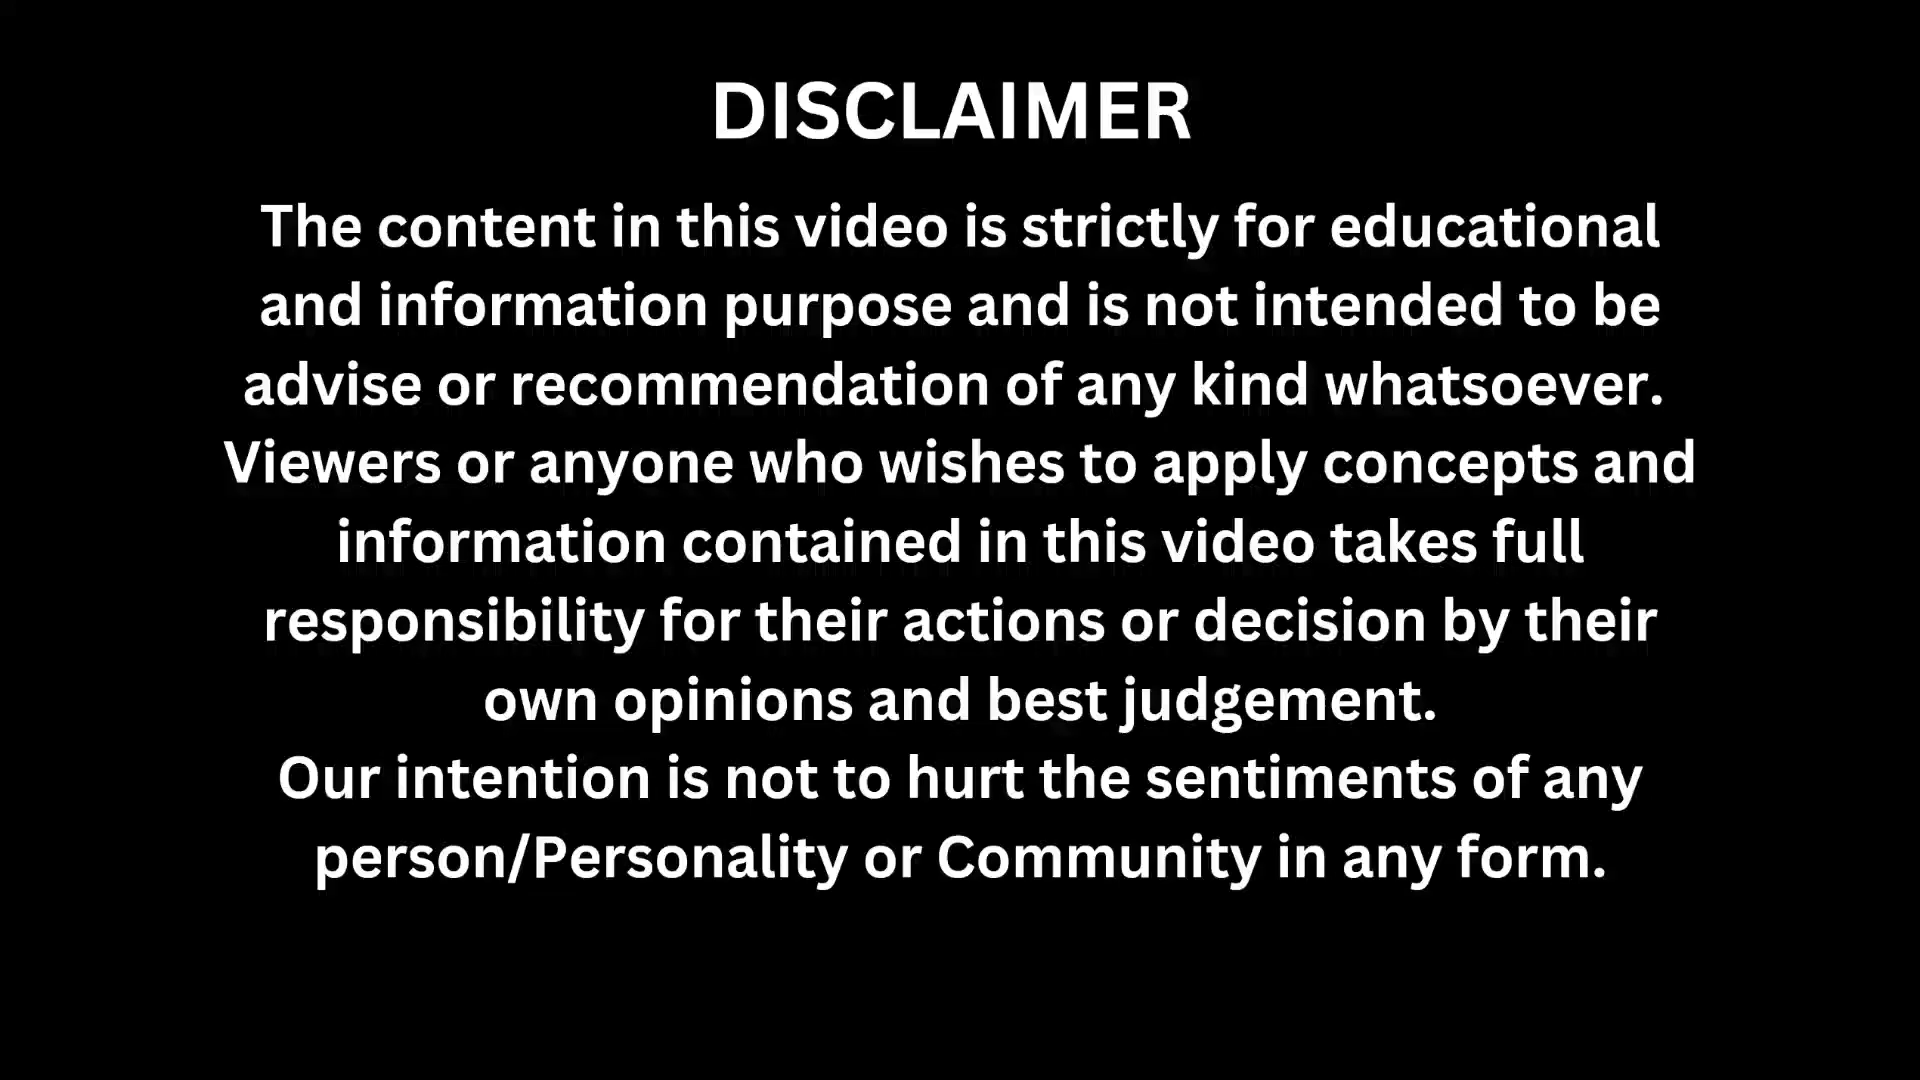 DISCLAIMER
The content in this video is strictly for educational
and information purpose and is not intended to be
advise or recommendation of any kind whatsoever.
Viewers or anyone who wishes to apply concepts and
information contained in this video takes full
responsibility for their actions or decision by their
own opinions and best judgement.
Our intention is not to hurt the sentiments of any
person/Personality or Community in any form.